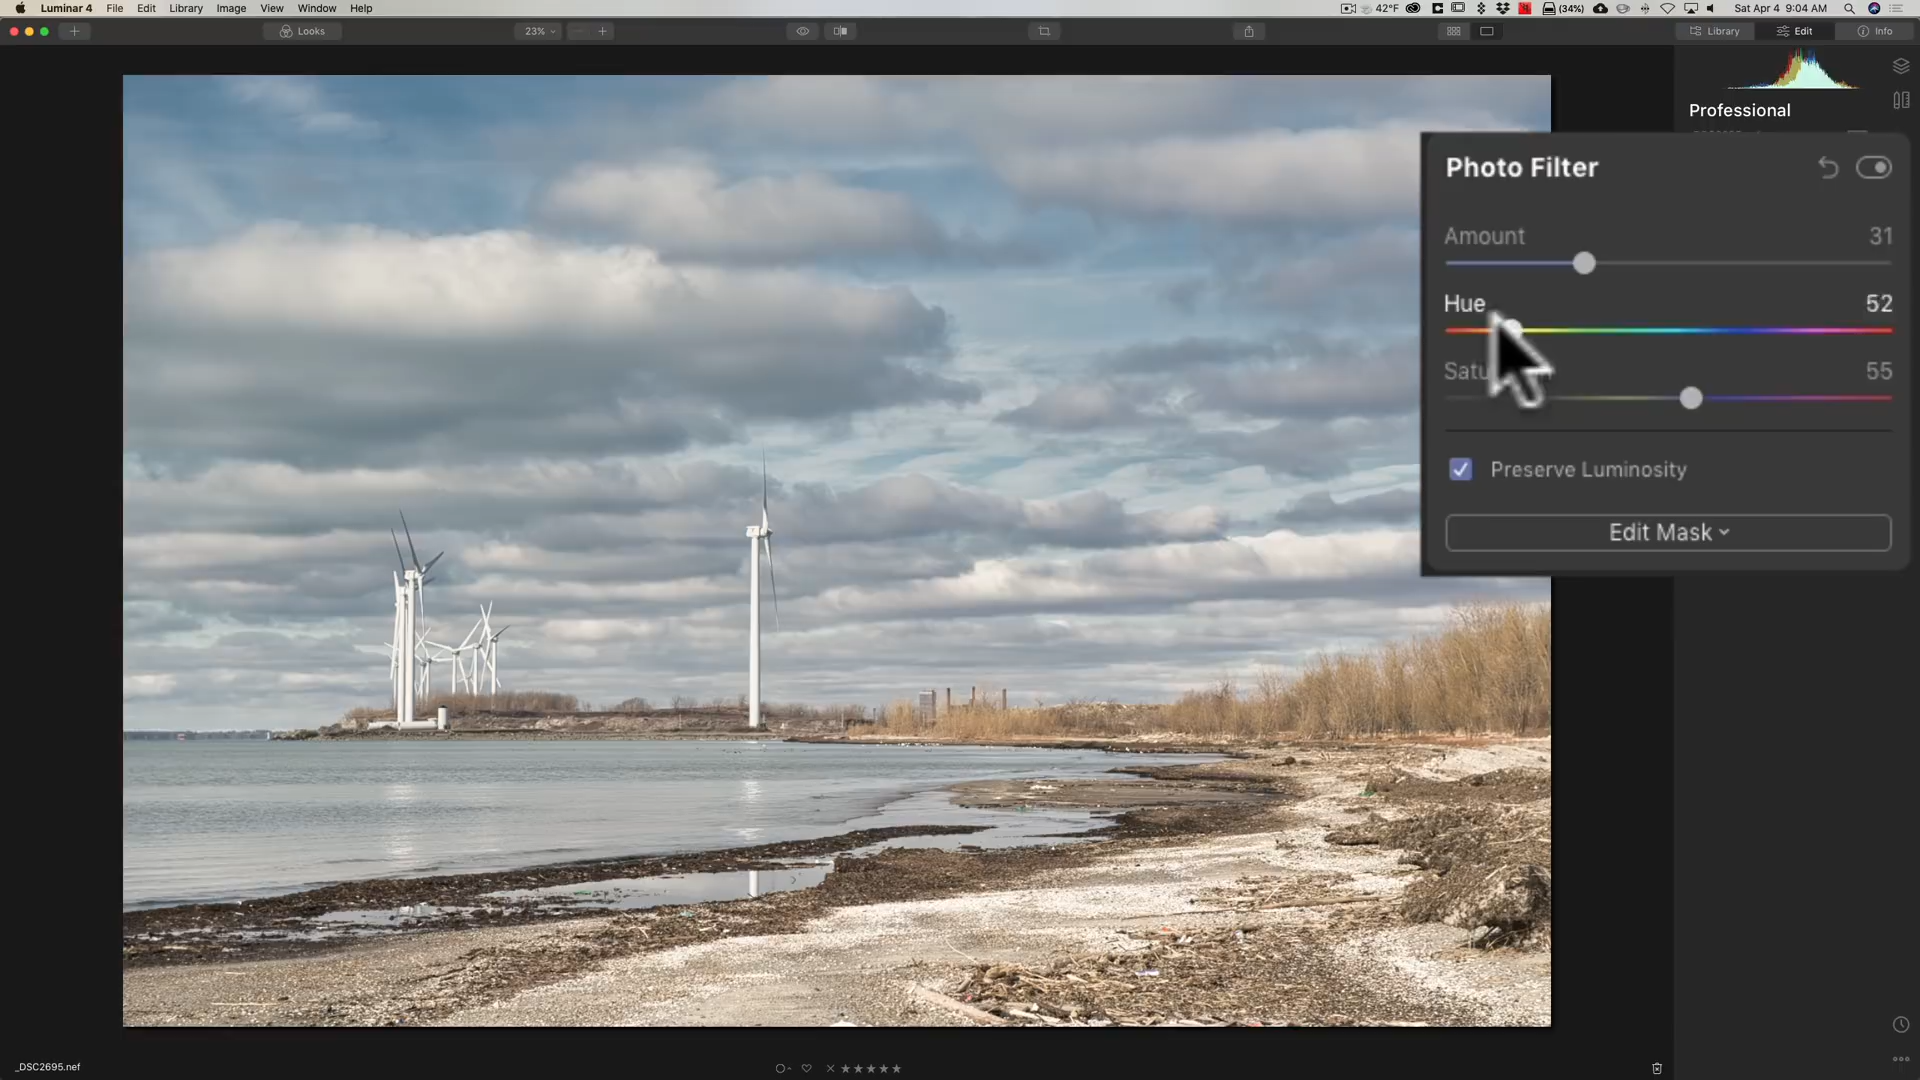 Luminar 4 File Edit Library Image View Window Help 42°F (34%) Sat Apr 4 9:04 AM
Looks 23% Library Edit Info
Professional
Photo Filter
Amount 31
Hue 52
Satu 55
Preserve Luminosity
Edit Mask
_DSC2695.nef